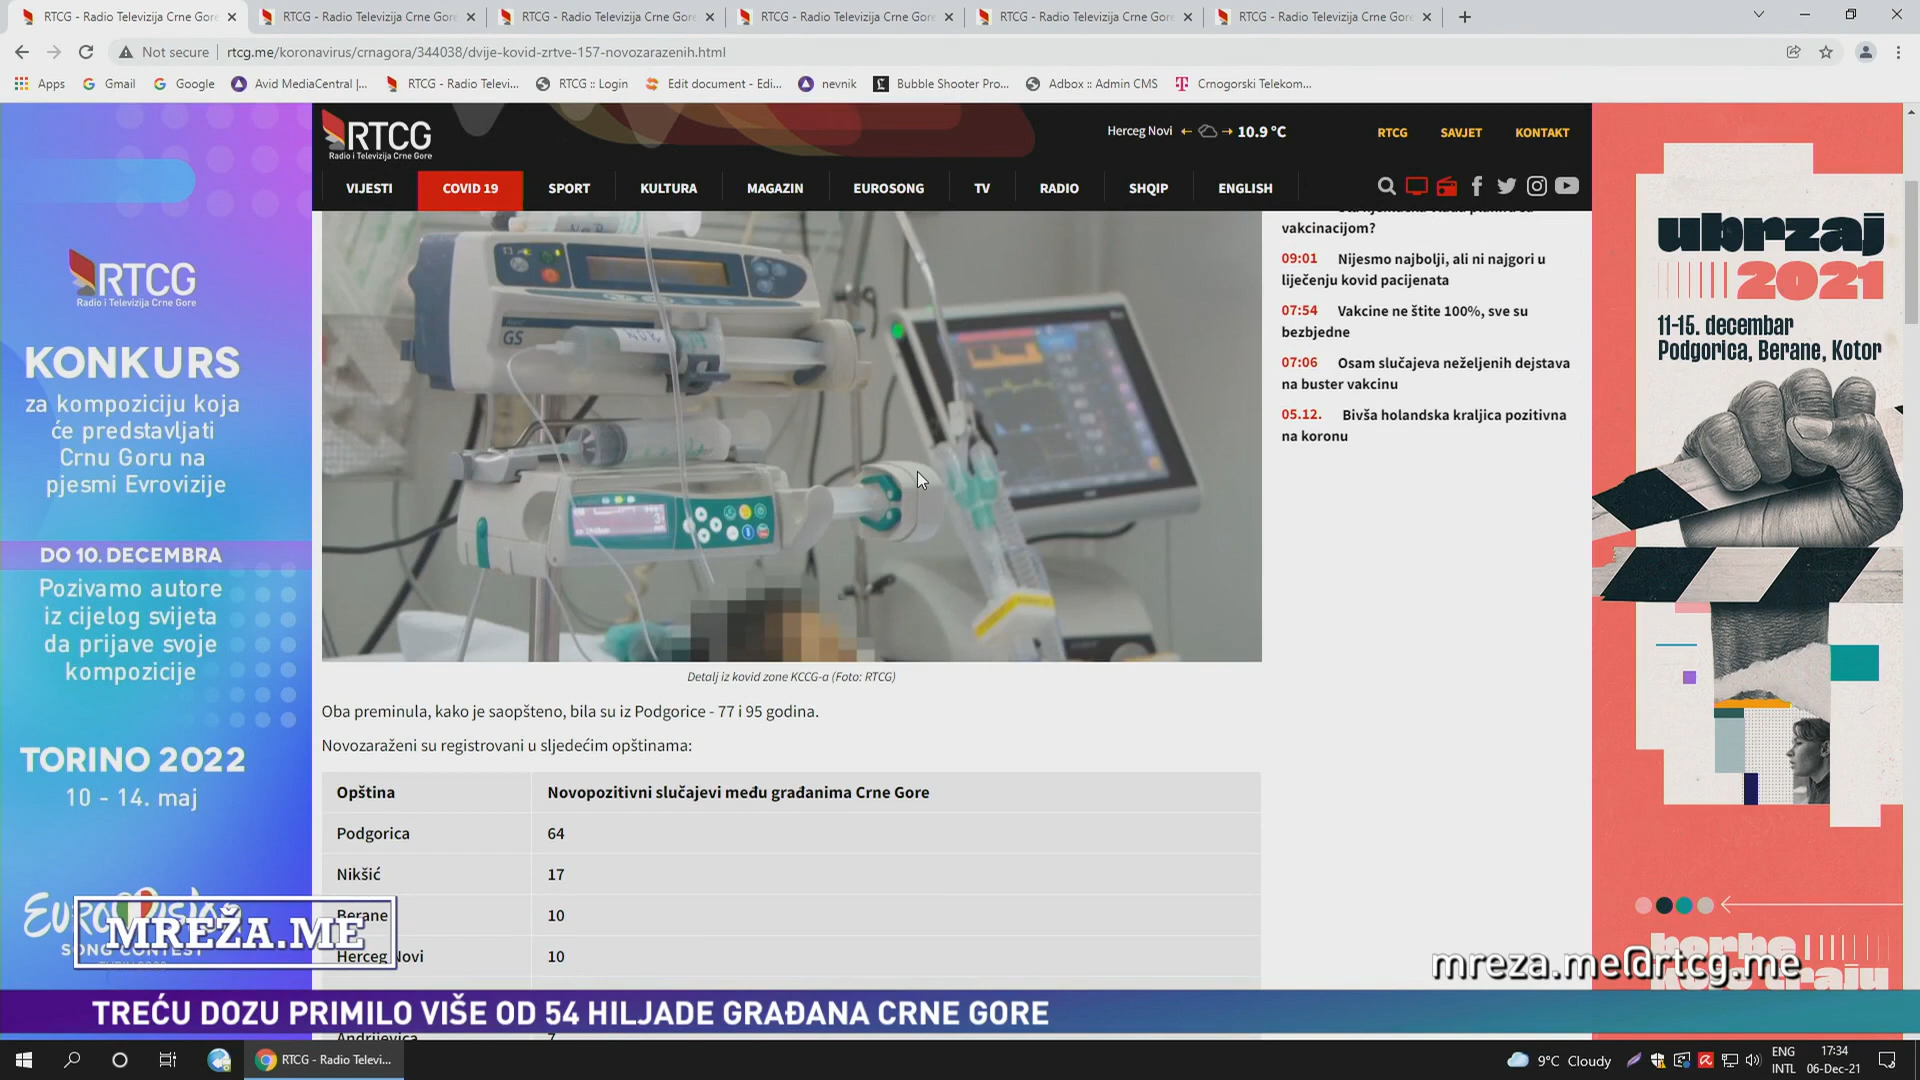 RTCG - Radio Televizija Crne Gore
RTCG - Radio Televizija Crne Gore
RTCG - Radio Televizija Crne Gore
RTCG - Radio Televizija Crne Gore
RTCG - Radio Televizija Crne Gore
RTCG - Radio Televizija Crne Gore
Not secure rtcg.me/koronavirus/crnagora/344038/dvije-kovid-zrtve-157-novozarazenih.html
Apps Gmail Google Avid MediaCentral |... RTCG - Radio Televi... RTCG :: Login Edit document - Edi... nevnik Bubble Shooter Pro... Adbox :: Admin CMS Crnogorski Telekom...
RTCG
Radio i Televizija Crne Gore
Herceg Novi 10.9 °C
RTCG SAVJET KONTAKT
VIJESTI COVID 19 SPORT KULTURA MAGAZIN EUROSONG TV RADIO SHQIP ENGLISH
RTCG
Radio i Televizija Crne Gore
KONKURS
za kompoziciju koja
će predstavljati
Crnu Goru na
pjesmi Evrovizije
DO 10. DECEMBRA
Pozivamo autore
iz cijelog svijeta
da prijave svoje
kompozicije
TORINO 2022
10 - 14. maj
EUROVISION
SONG CONTEST
GS
vakcinacijom?
09:01 Nijesmo najbolji, ali ni najgori u
liječenju kovid pacijenata
07:54 Vakcine ne štite 100%, sve su
bezbjedne
07:06 Osam slučajeva neželjenih dejstava
na buster vakcinu
05.12. Bivša holandska kraljica pozitivna
na koronu
ubrzaj
2021
11-15. decembar
Podgorica, Berane, Kotor
Detalj iz kovid zone KCCG-a (Foto: RTCG)
Oba preminula, kako je saopšteno, bila su iz Podgorice - 77 i 95 godina.
Novozaraženi su registrovani u sljedećim opštinama:
Opština Novopozitivni slučajevi među građanima Crne Gore
Podgorica 64
Nikšić 17
Berane 10
Herceg Novi 10
Andrijevica 7
MREŽA.ME
mreza.me@rtcg.me
TREĆU DOZU PRIMILO VIŠE OD 54 HILJADE GRAĐANA CRNE GORE
RTCG - Radio Televi...
9°C Cloudy
ENG
INTL
17:34
06-Dec-21